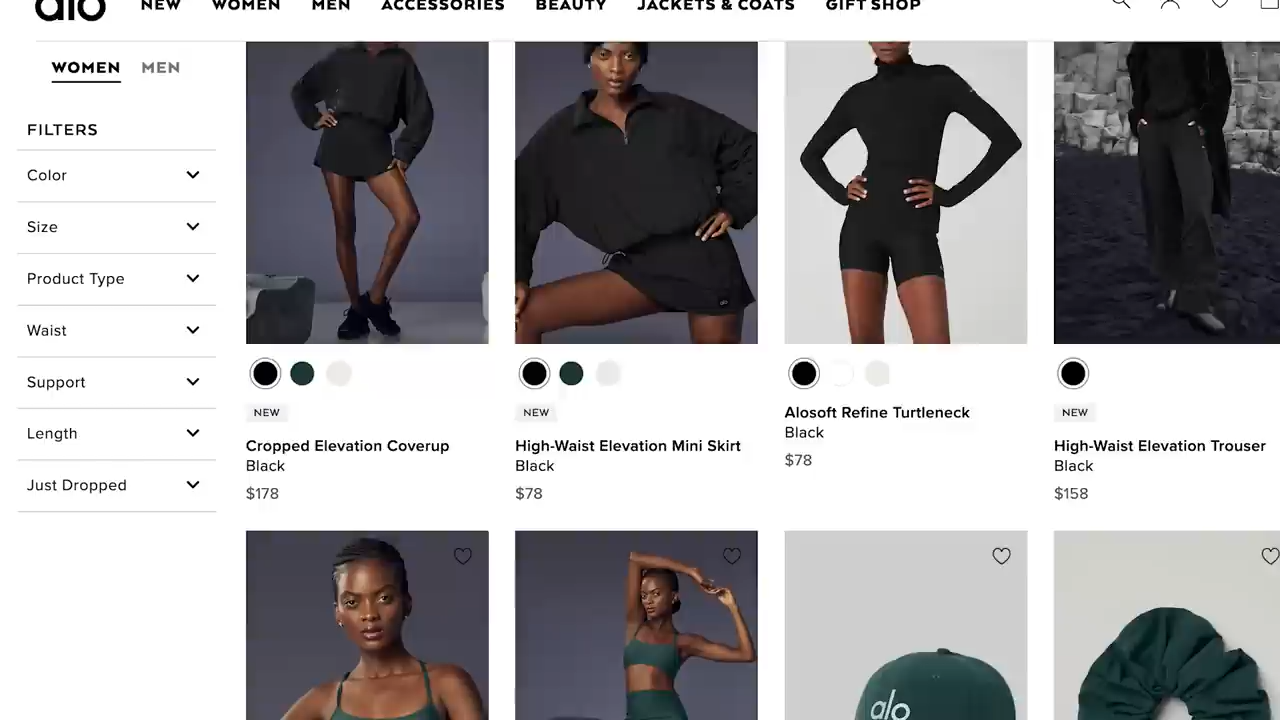 alo
NEW WOMEN MEN ACCESSORIES BEAUTY JACKETS & COATS GIFT SHOP
WOMEN MEN
FILTERS
Color
Size
Product Type
Waist
Support
Length
Just Dropped
NEW
Cropped Elevation Coverup
Black
$178
NEW
High-Waist Elevation Mini Skirt
Black
$78
Alosoft Refine Turtleneck
Black
$78
NEW
High-Waist Elevation Trouser
Black
$158
alo